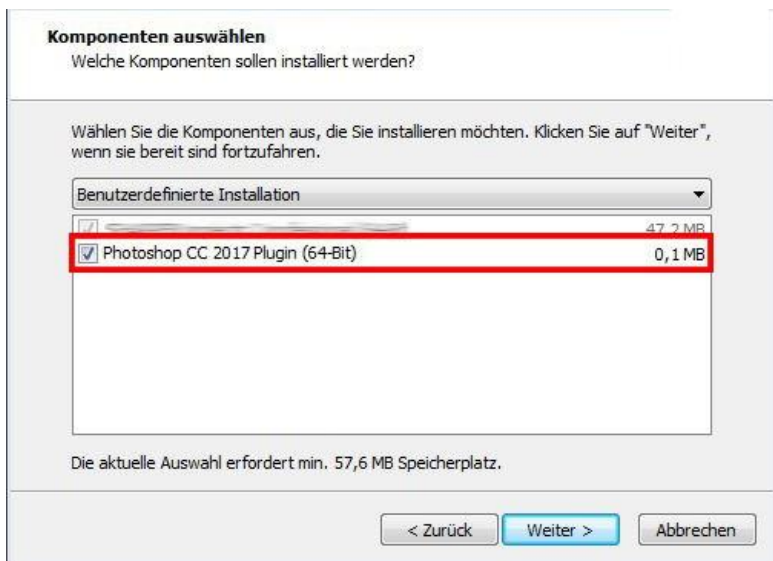 Komponenten auswählen
Welche Komponenten sollen installiert werden?
Wählen Sie die Komponenten aus, die Sie installieren möchten. Klicken Sie auf "Weiter",
wenn sie bereit sind fortzufahren.
Benutzerdefinierte Installation
47,2 MB
Photoshop CC 2017 Plugin (64-Bit) 0,1 MB
Die aktuelle Auswahl erfordert min. 57,6 MB Speicherplatz.
< Zurück Weiter > Abbrechen